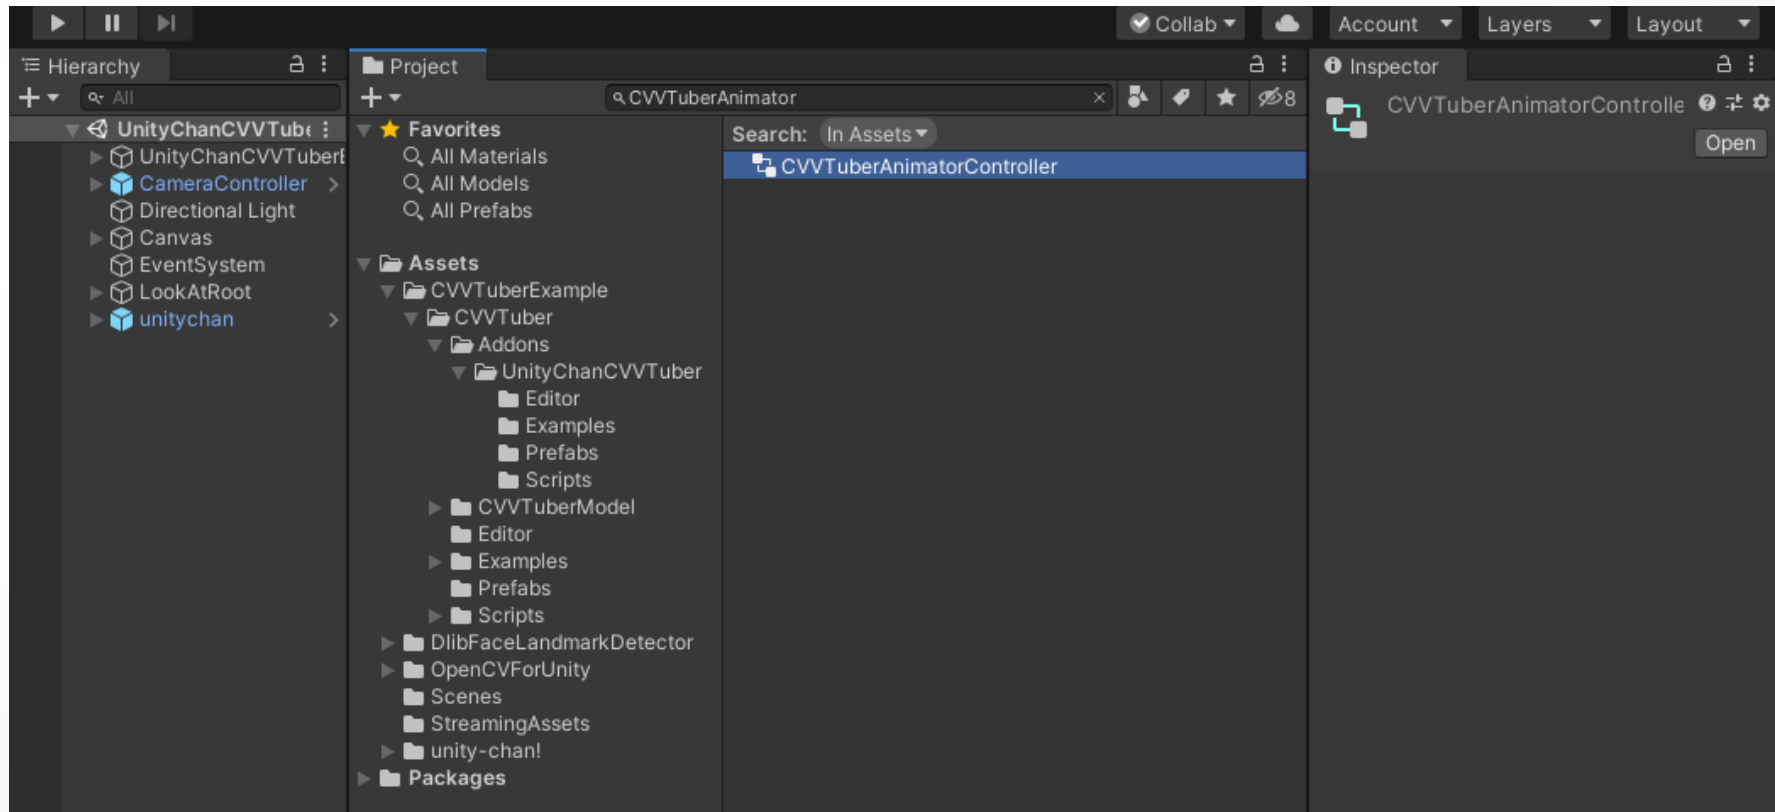 Collab
Account
Layers
Layout
Hierarchy
All
UnityChanCVVTube
UnityChanCVVTuberE
CameraController
Directional Light
Canvas
EventSystem
LookAtRoot
unitychan
Project
CVVTuberAnimator
8
Favorites
All Materials
All Models
All Prefabs
Assets
CVVTuberExample
CVVTuber
Addons
UnityChanCVVTuber
Editor
Examples
Prefabs
Scripts
CVVTuberModel
Editor
Examples
Prefabs
Scripts
DlibFaceLandmarkDetector
OpenCVForUnity
Scenes
StreamingAssets
unity-chan!
Packages
Search: In Assets
CVVTuberAnimatorController
Inspector
CVVTuberAnimatorControlle
Open